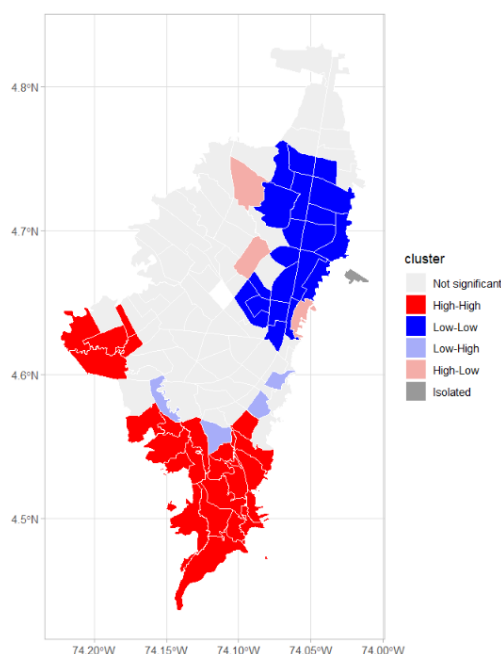 4.8°N
4.7°N
4.6°N
4.5°N
74.20°W 74.15°W 74.10°W 74.05°W 74.00°W
cluster
Not significant
High-High
Low-Low
Low-High
High-Low
Isolated